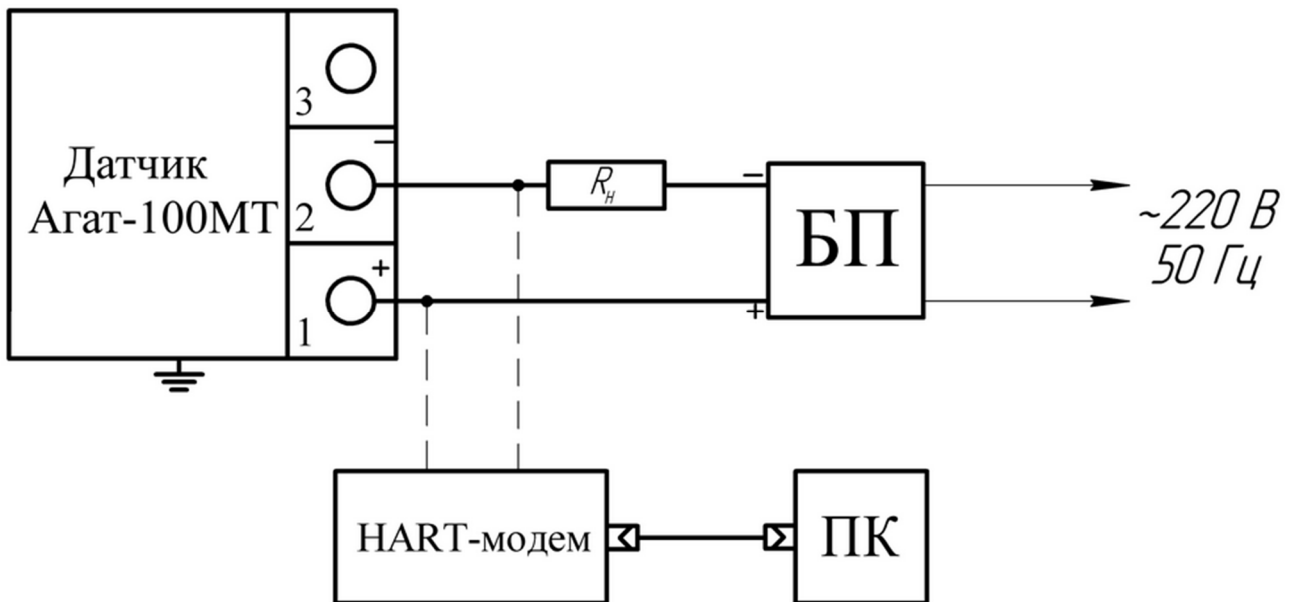 3
Датчик
Агат-100МТ
−
2
+
1
Rн
−
+
БП
~220 В
50 Гц
HART-модем
ПК